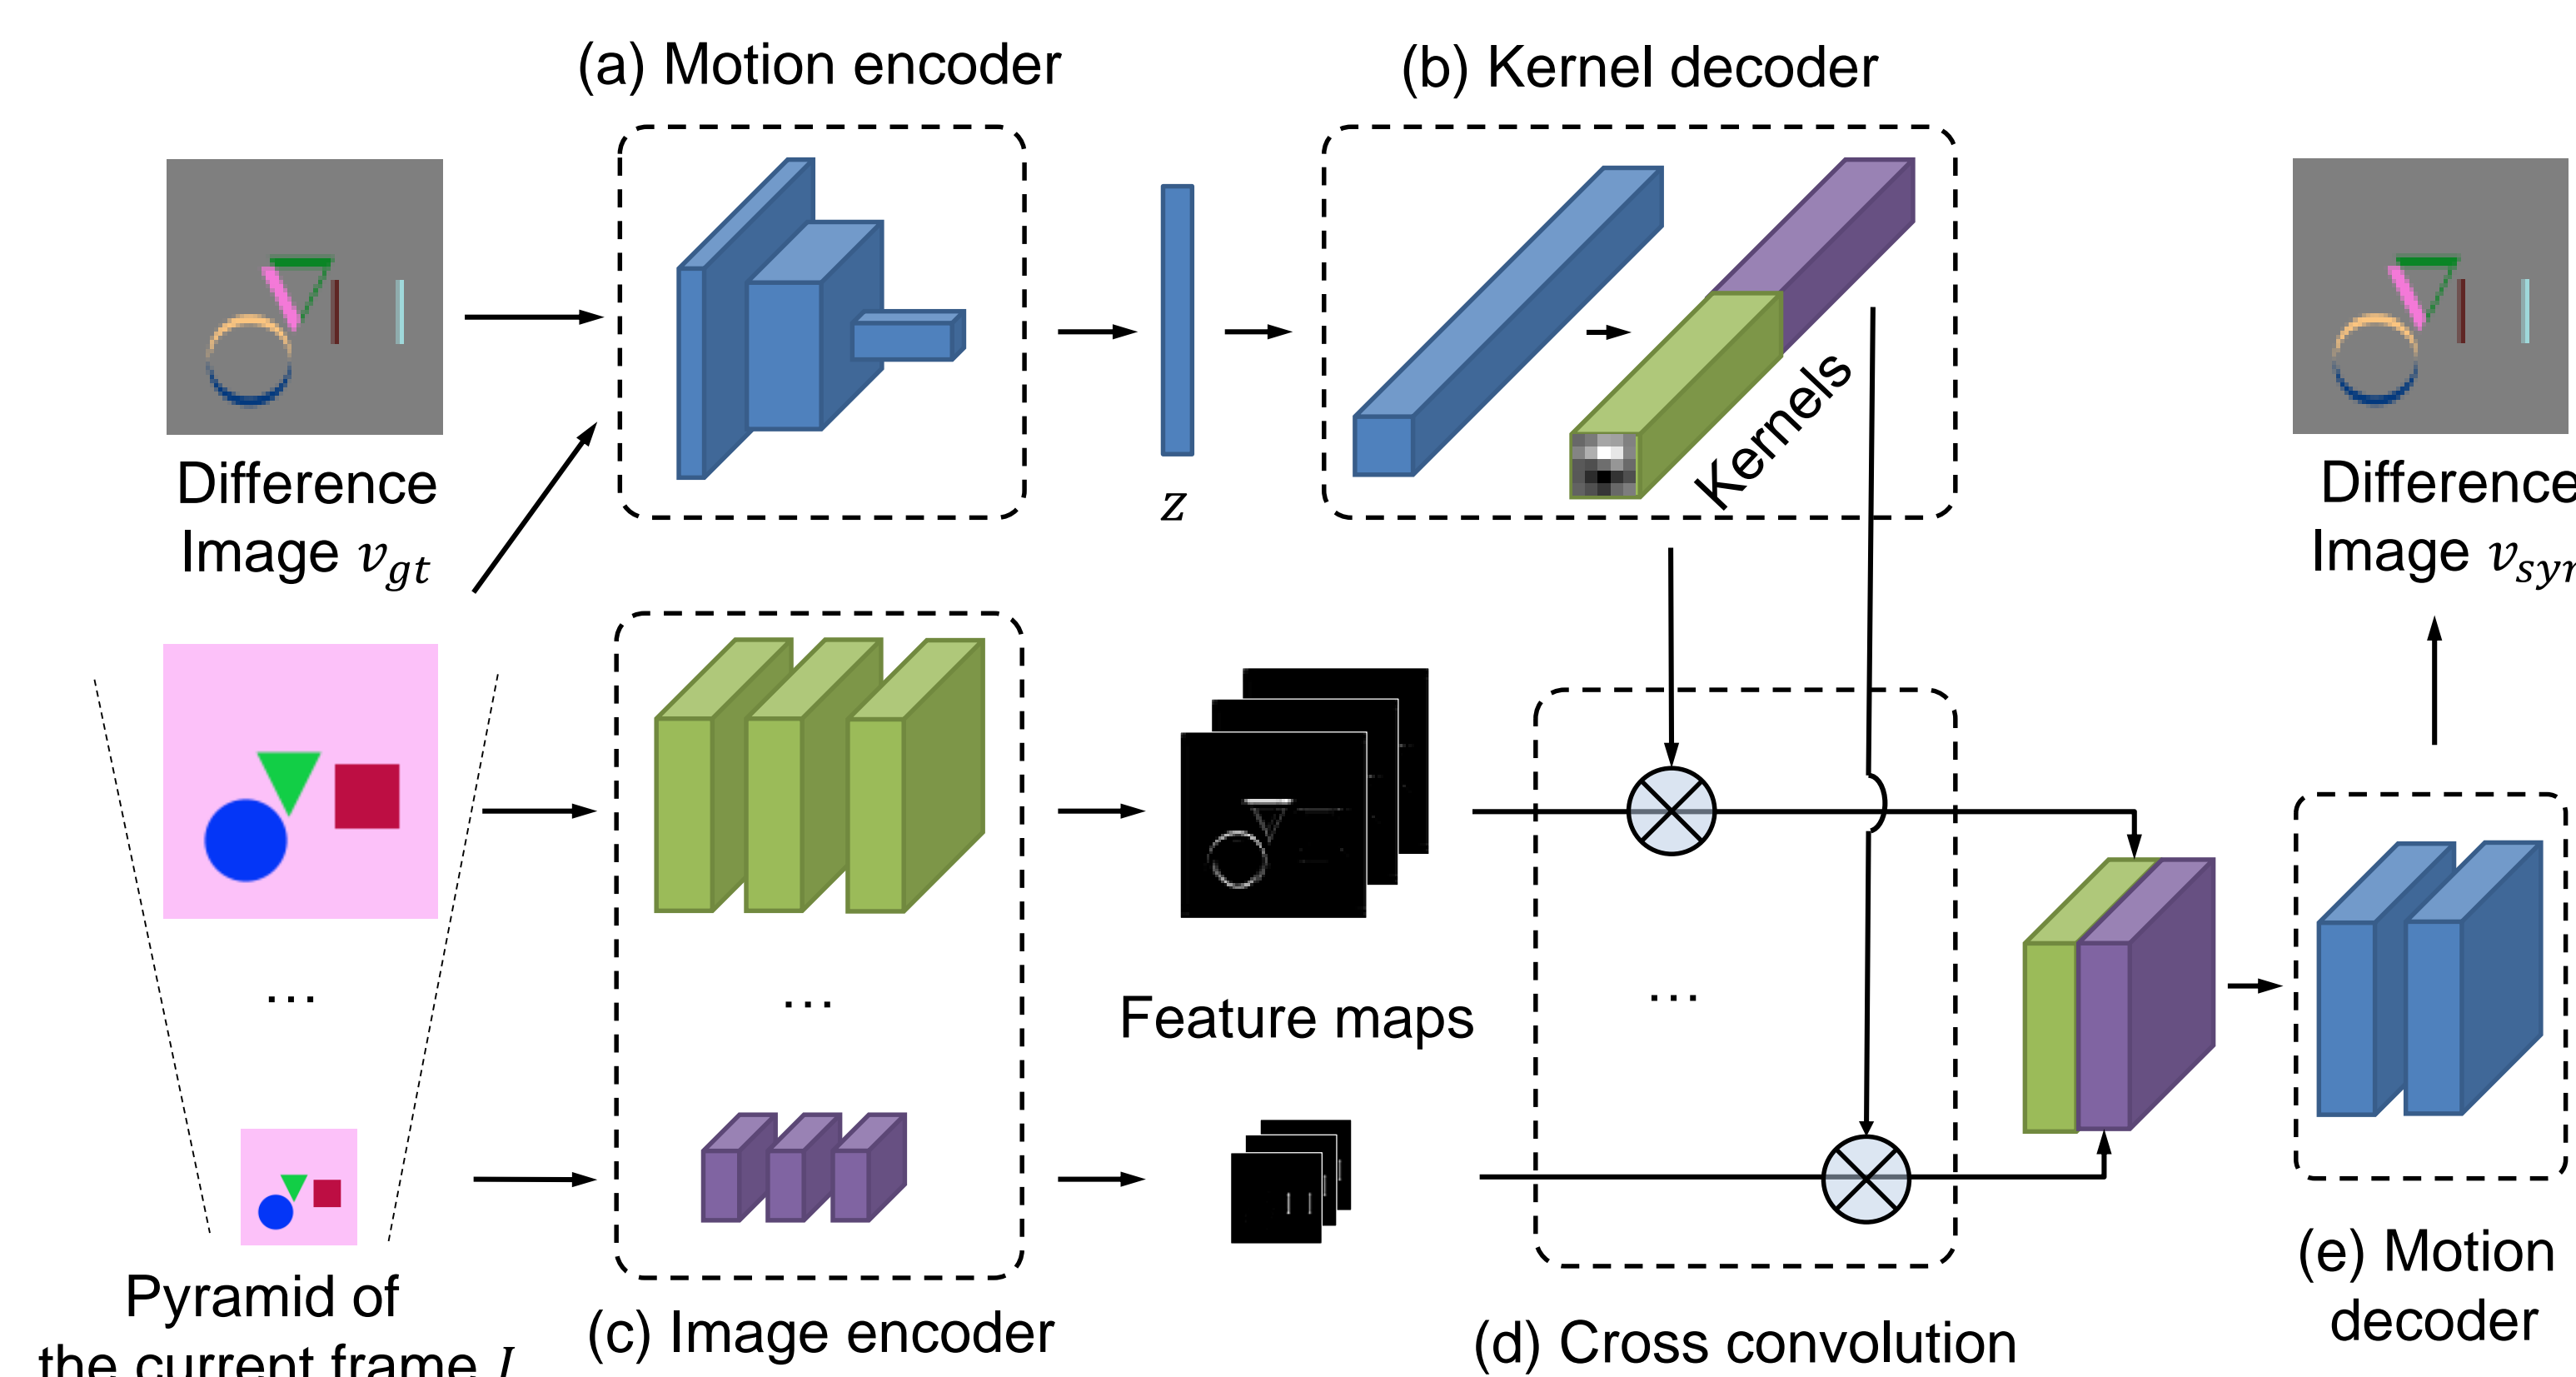 (a) Motion encoder
(b) Kernel decoder
Difference
Image v_gt
z
Kernels
Difference
Image v_syn
...
...
Feature maps
...
Pyramid of
the current frame I
(c) Image encoder
(d) Cross convolution
(e) Motion
decoder